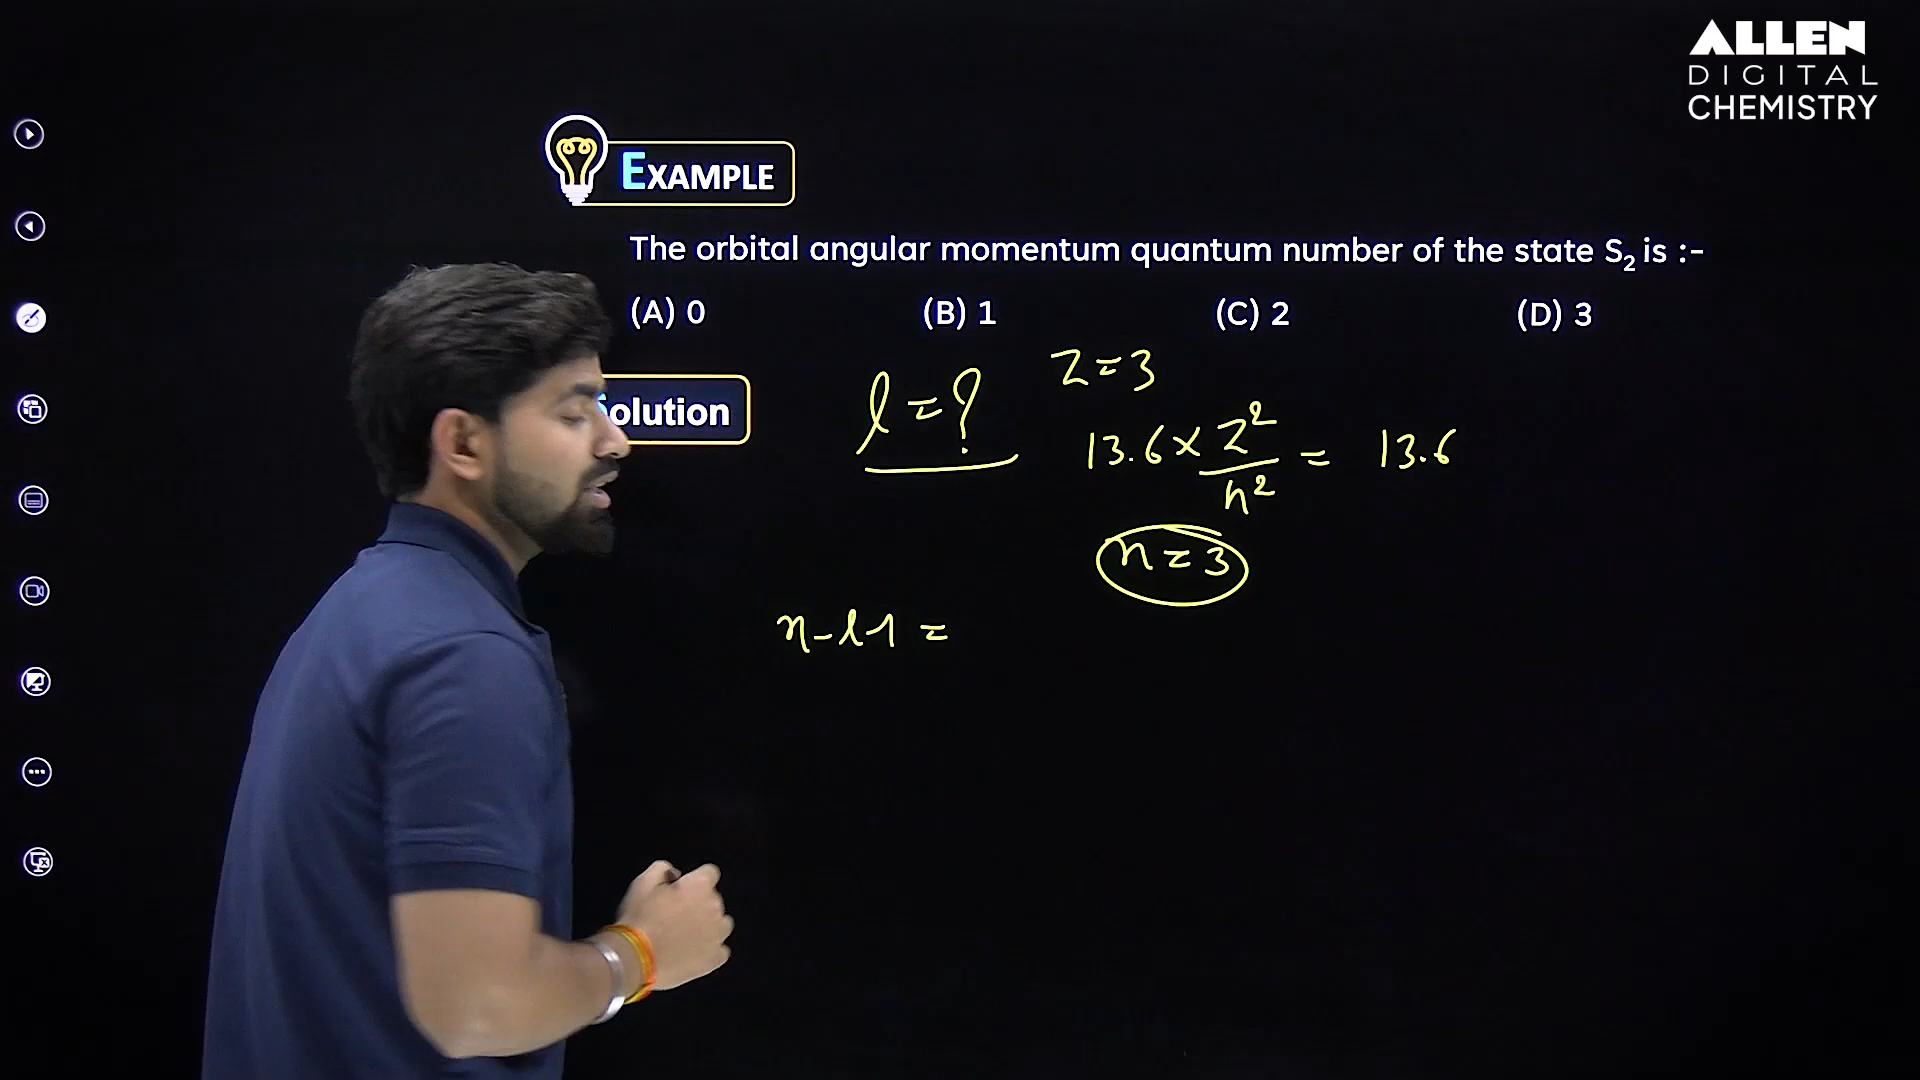 ALLEN
DIGITAL
CHEMISTRY
EXAMPLE
The orbital angular momentum quantum number of the state S₂ is :-
(A) 0 (B) 1 (C) 2 (D) 3
Solution
l = ? Z = 3
13.6 × Z²/n² = 13.6
n = 3
n-l-1 =